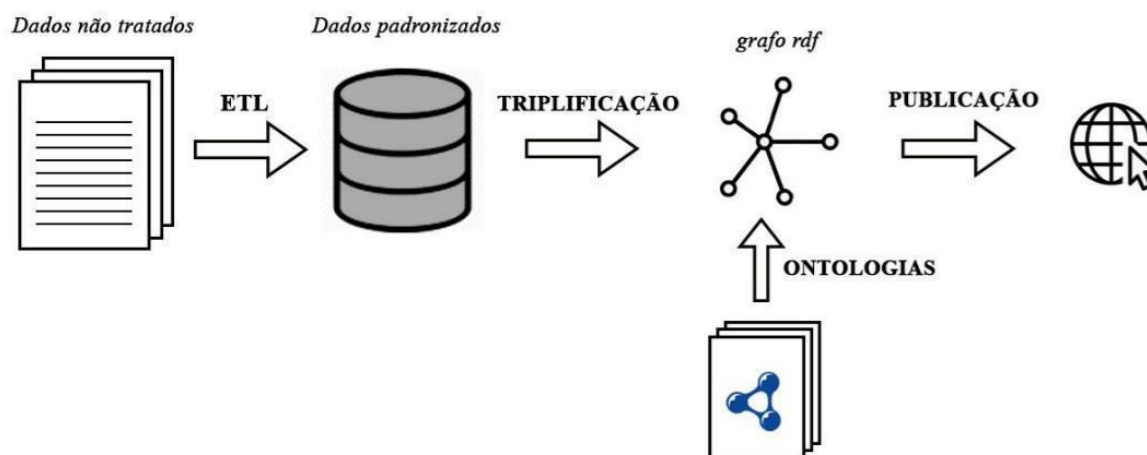 Dados não tratados
Dados padronizados
grafo rdf
ETL
TRIPLIFICAÇÃO
PUBLICAÇÃO
ONTOLOGIAS